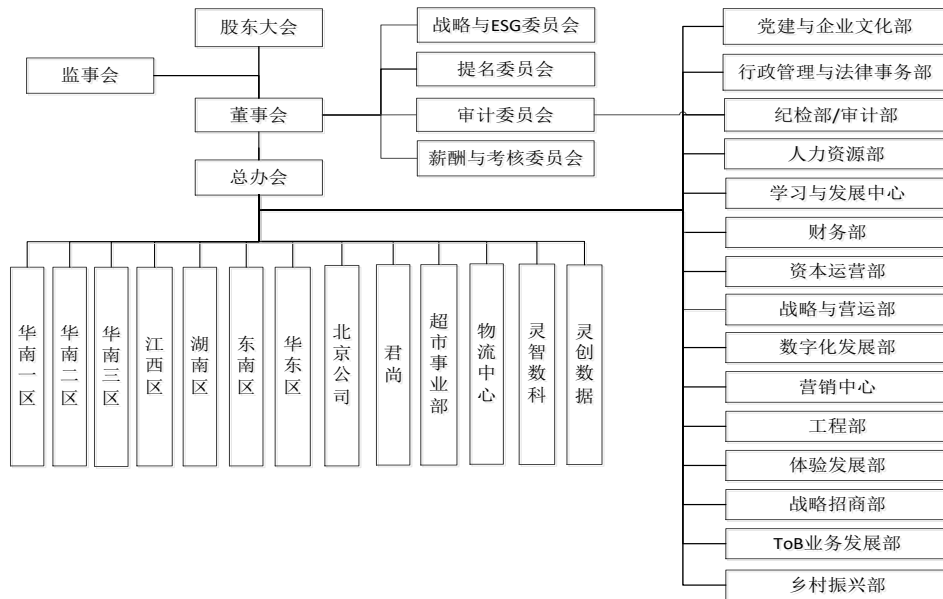 股东大会
监事会
董事会
总办会
战略与ESG委员会
提名委员会
审计委员会
薪酬与考核委员会
党建与企业文化部
行政管理与法律事务部
纪检部/审计部
人力资源部
学习与发展中心
财务部
资本运营部
战略与营运部
数字化发展部
营销中心
工程部
体验发展部
战略招商部
ToB业务发展部
乡村振兴部
华南一区
华南二区
华南三区
江西区
湖南区
东南区
华东区
北京公司
君尚
超市事业部
物流中心
灵智数科
灵创数据